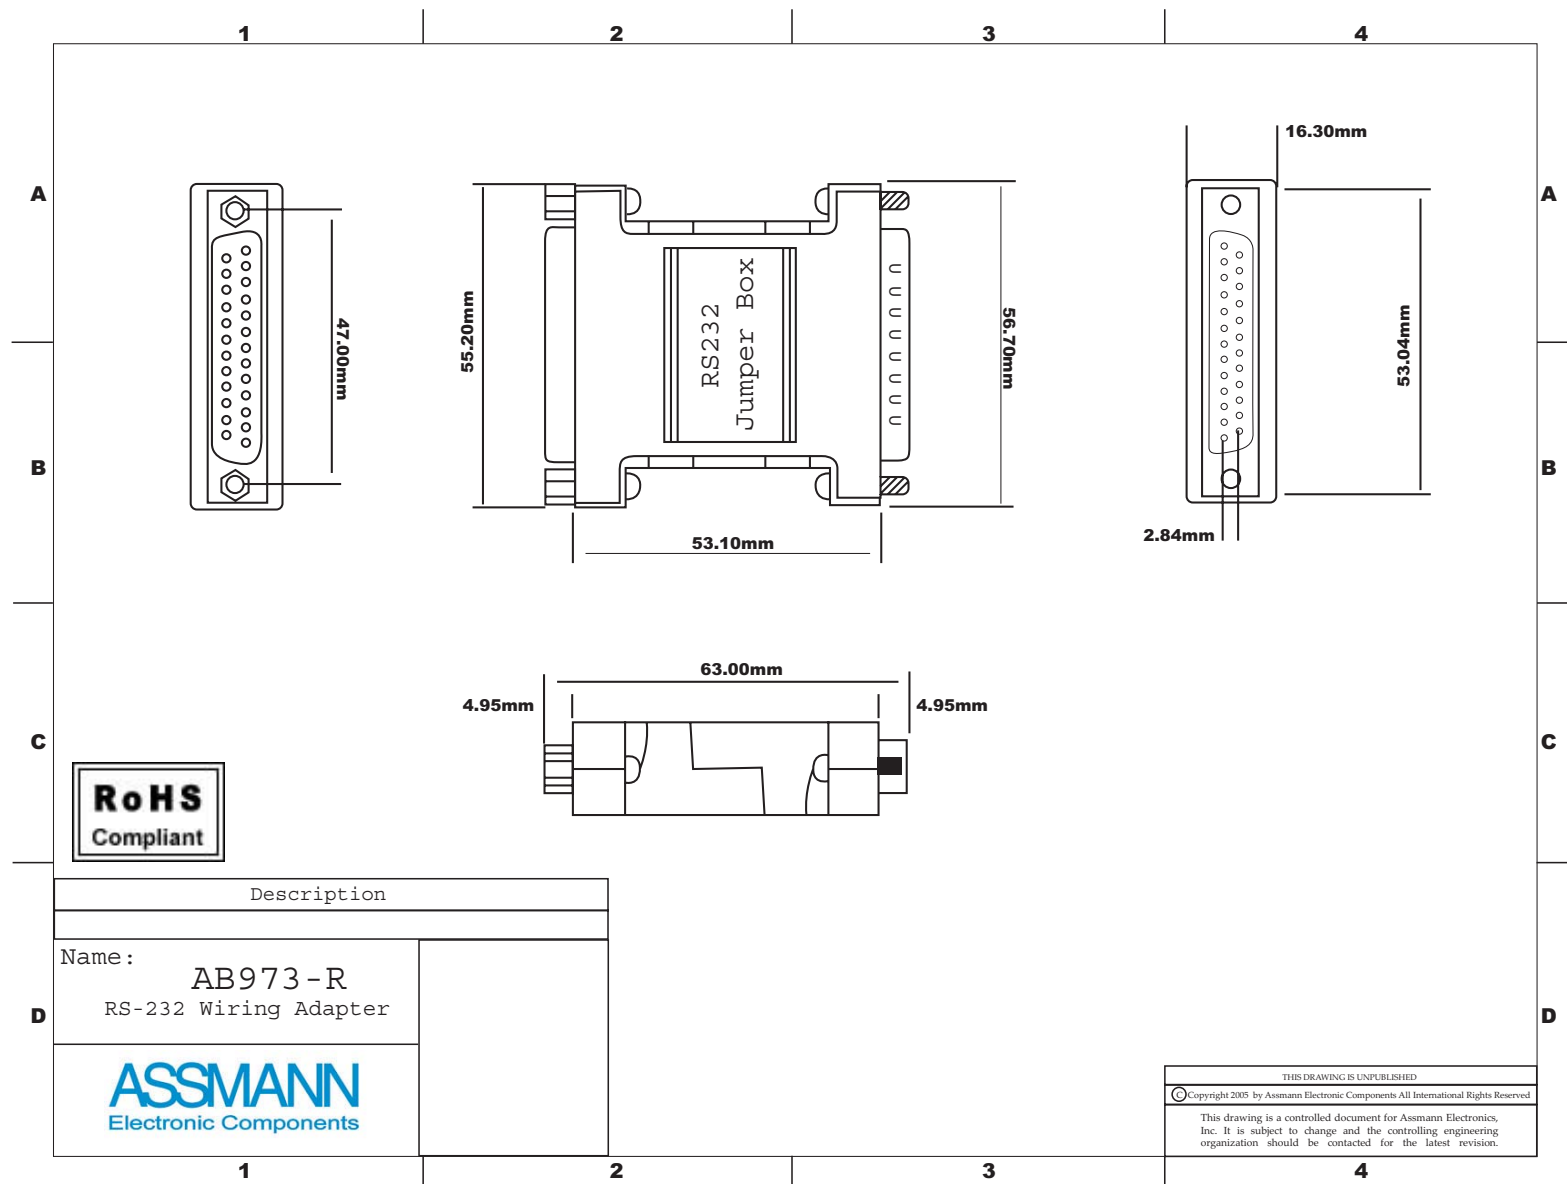 1
2
3
4
A
A
16.30mm
47.00mm
55.20mm
RS232
Jumper Box
56.70mm
53.04mm
B
B
53.10mm
2.84mm
63.00mm
4.95mm
4.95mm
C
C
RoHS
Compliant
Description
Name:
AB973-R
RS-232 Wiring Adapter
D
D
ASSMANN
Electronic Components
THIS DRAWING IS UNPUBLISHED
© Copyright 2005 by Assmann Electronic Components All International Rights Reserved
This drawing is a controlled document for Assmann Electronics,
Inc. It is subject to change and the controlling engineering
organization should be contacted for the latest revision.
1
2
3
4